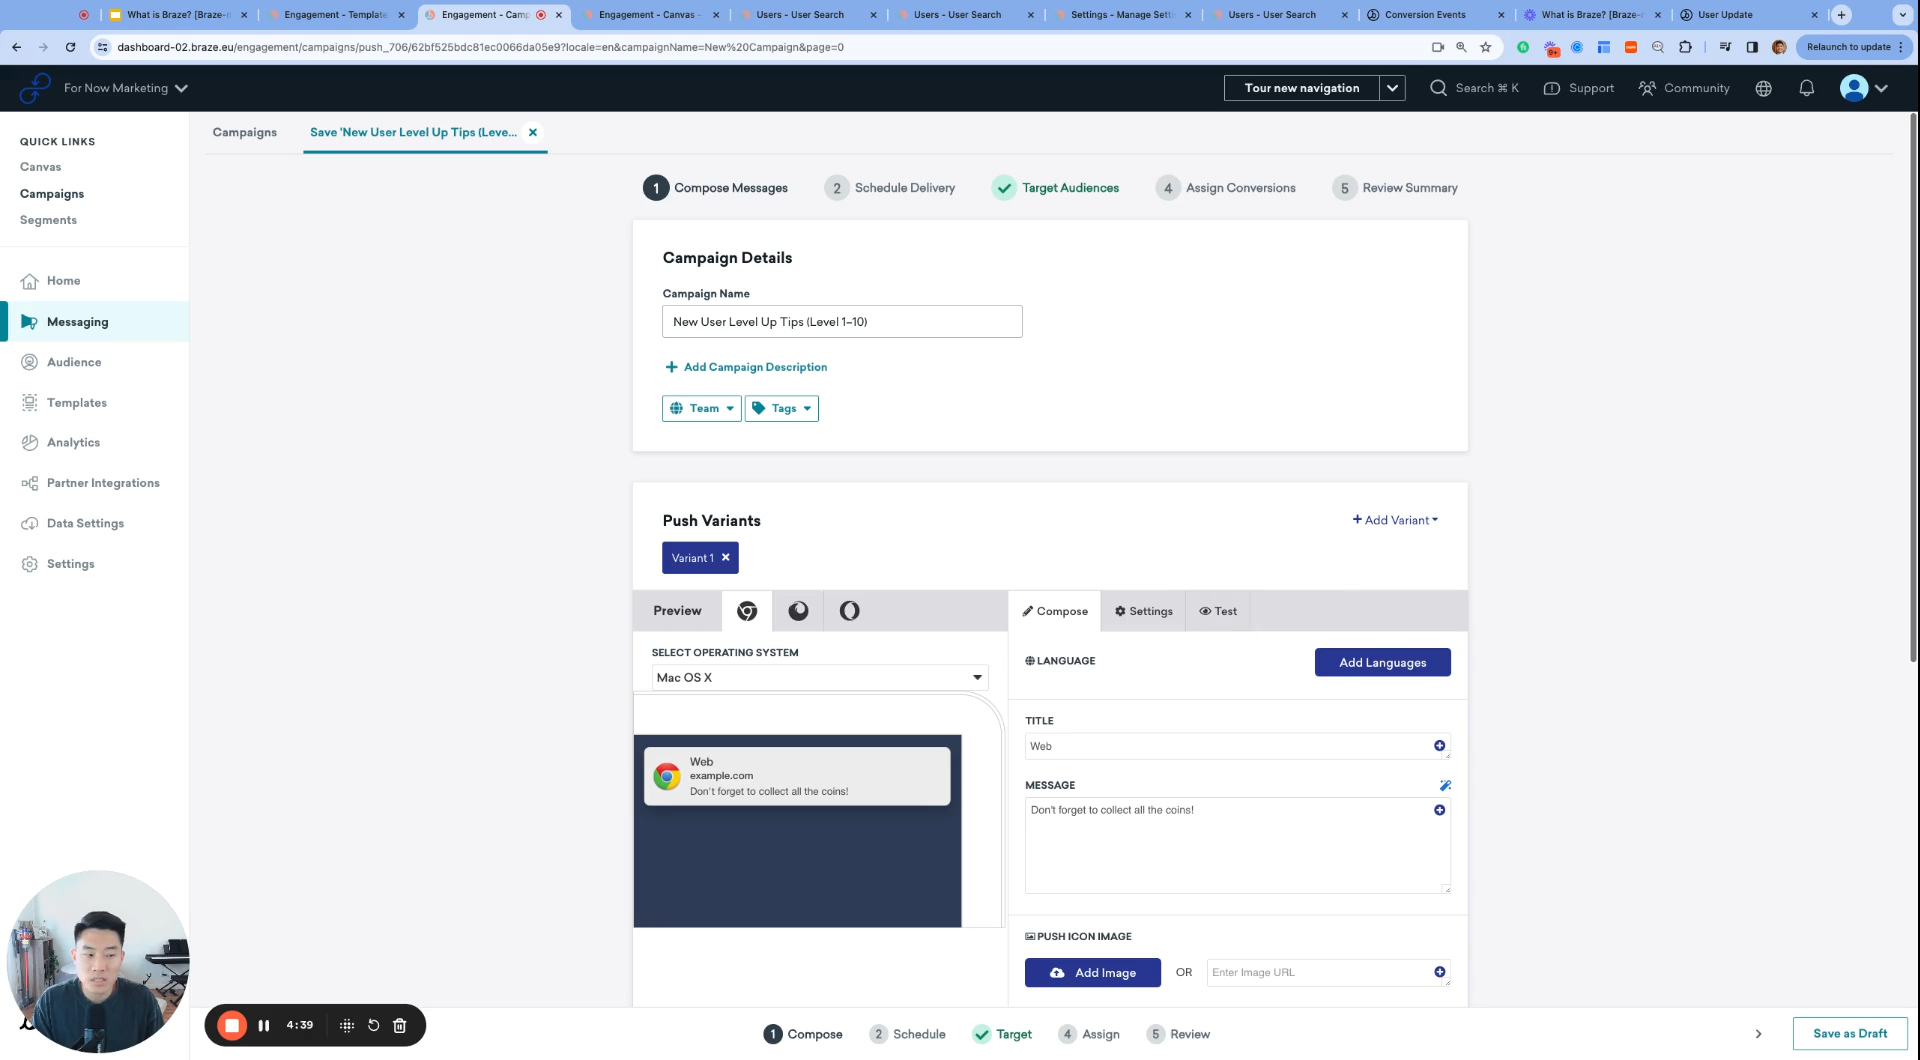 What is Braze? [Braze-n
Engagement - Template
Engagement - Camp
Engagement - Canvas -
Users - User Search
Users - User Search
Settings - Manage Setti
Users - User Search
Conversion Events
What is Braze? [Braze-n
User Update
dashboard-02.braze.eu/engagement/campaigns/push_706/62bf525bdc81ec0066da05e9?locale=en&campaignName=New%20Campaign&page=0
9+
Relaunch to update
For Now Marketing
Tour new navigation
Search ⌘ K
Support
Community
QUICK LINKS
Canvas
Campaigns
Segments
Home
Messaging
Audience
Templates
Analytics
Partner Integrations
Data Settings
Settings
Campaigns
Save 'New User Level Up Tips (Leve...
1 Compose Messages
2 Schedule Delivery
Target Audiences
4 Assign Conversions
5 Review Summary
Campaign Details
Campaign Name
New User Level Up Tips (Level 1–10)
Add Campaign Description
Team
Tags
Push Variants
+ Add Variant
Variant 1
Preview
Compose
Settings
Test
SELECT OPERATING SYSTEM
Mac OS X
Web
example.com
Don't forget to collect all the coins!
LANGUAGE
Add Languages
TITLE
Web
MESSAGE
Don't forget to collect all the coins!
PUSH ICON IMAGE
Add Image
OR
Enter Image URL
4:39
1 Compose
2 Schedule
Target
4 Assign
5 Review
Save as Draft